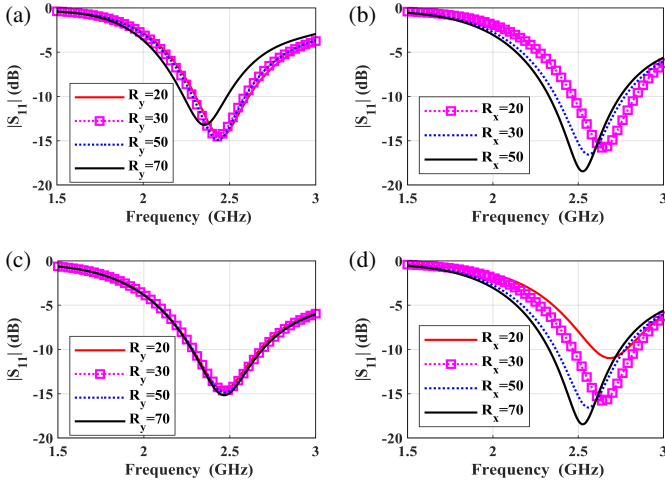 (a)
0
-5
-10
-15
-20
|S11| (dB)
Ry=20
Ry=30
Ry=50
Ry=70
1.5 2 2.5 3
Frequency (GHz)
(b)
0
-5
-10
-15
-20
|S11| (dB)
Rx=20
Rx=30
Rx=50
1.5 2 2.5 3
Frequency (GHz)
(c)
0
-5
-10
-15
-20
|S11| (dB)
Ry=20
Ry=30
Ry=50
Ry=70
1.5 2 2.5 3
Frequency (GHz)
(d)
0
-5
-10
-15
-20
|S11| (dB)
Rx=20
Rx=30
Rx=50
Rx=70
1.5 2 2.5 3
Frequency (GHz)